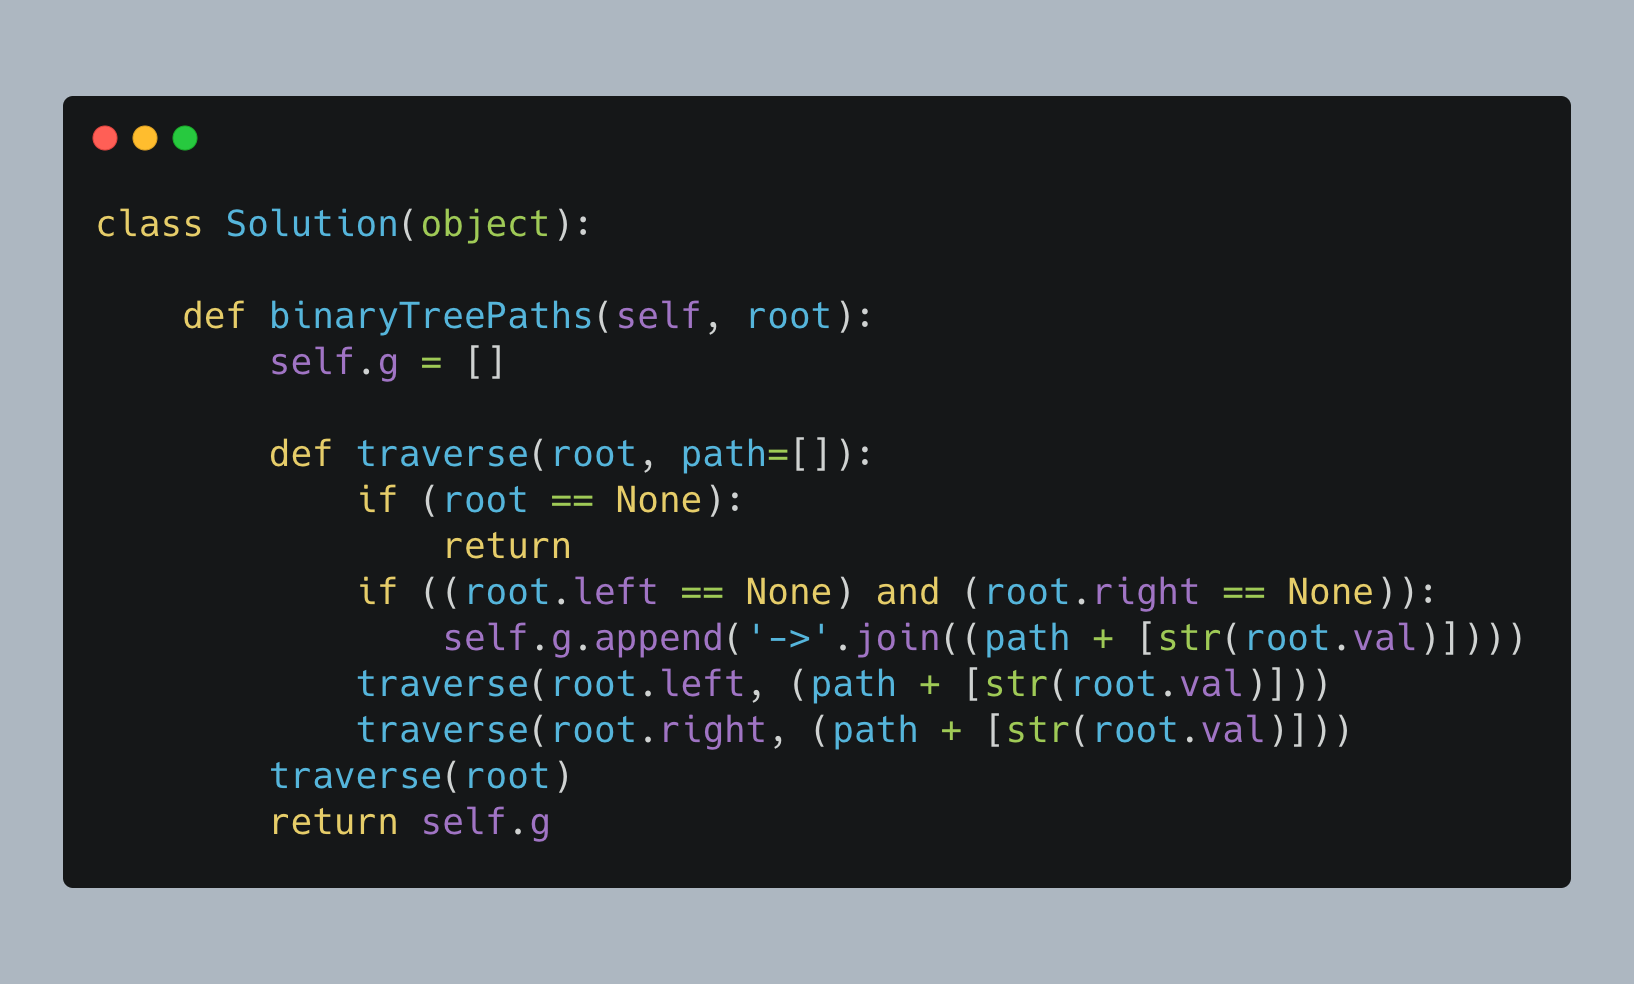 class Solution(object):

    def binaryTreePaths(self, root):
        self.g = []

        def traverse(root, path=[]):
            if (root == None):
                return
            if ((root.left == None) and (root.right == None)):
                self.g.append('->'.join((path + [str(root.val)])))
            traverse(root.left, (path + [str(root.val)]))
            traverse(root.right, (path + [str(root.val)]))
        traverse(root)
        return self.g